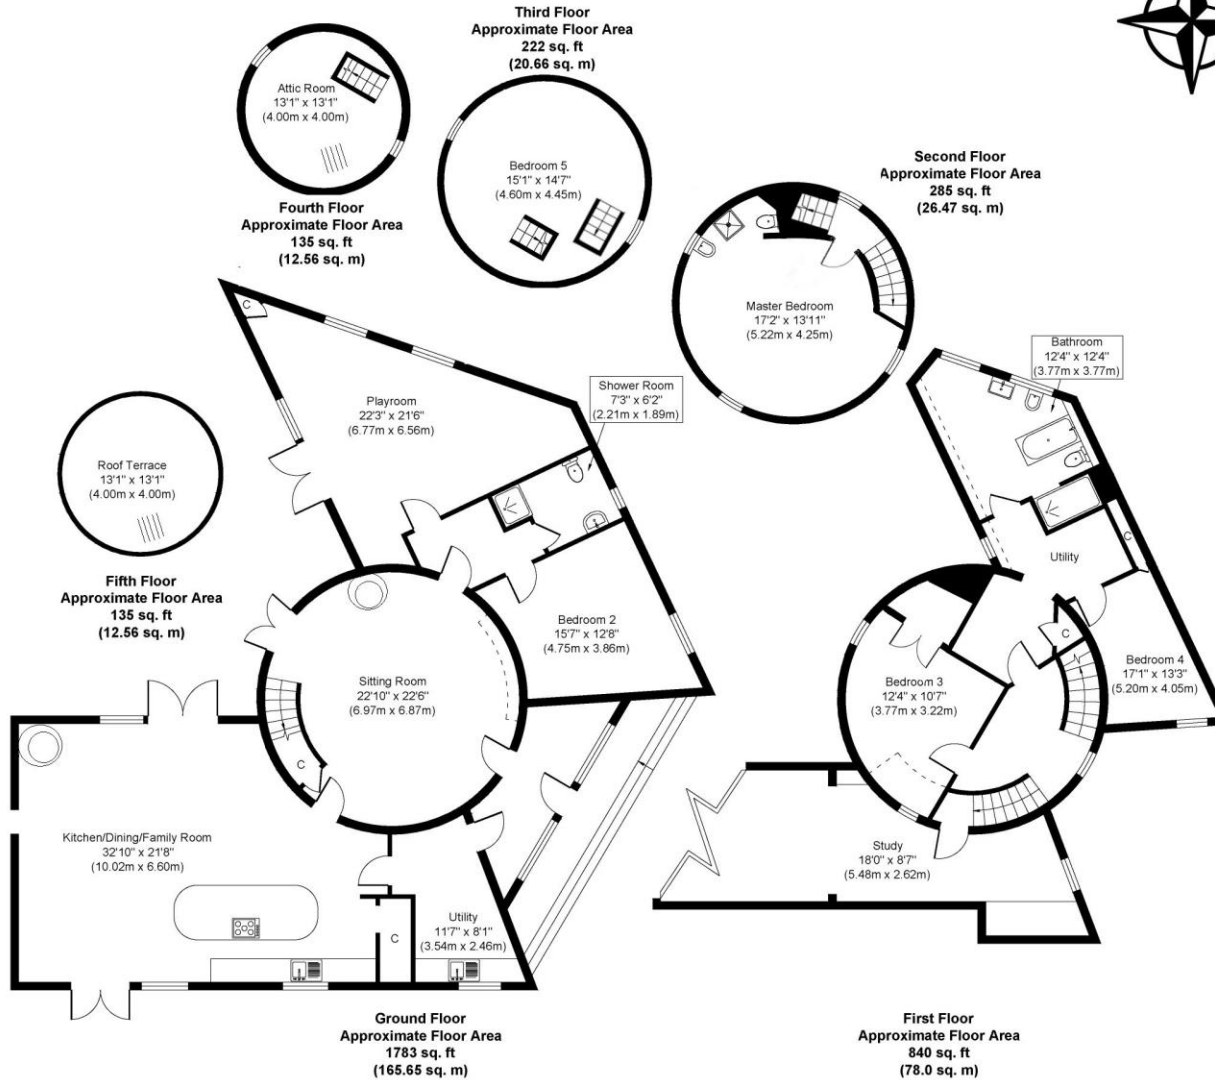 Third Floor
Approximate Floor Area
222 sq. ft
(20.66 sq. m)
Attic Room
13'1" x 13'1"
(4.00m x 4.00m)
Fourth Floor
Approximate Floor Area
135 sq. ft
(12.56 sq. m)
Bedroom 5
15'1" x 14'7"
(4.60m x 4.45m)
Second Floor
Approximate Floor Area
285 sq. ft
(26.47 sq. m)
Master Bedroom
17'2" x 13'11"
(5.22m x 4.25m)
C
Playroom
22'3" x 21'6"
(6.77m x 6.56m)
Shower Room
7'3" x 6'2"
(2.21m x 1.89m)
Bathroom
12'4" x 12'4"
(3.77m x 3.77m)
Roof Terrace
13'1" x 13'1"
(4.00m x 4.00m)
Fifth Floor
Approximate Floor Area
135 sq. ft
(12.56 sq. m)
Bedroom 2
15'7" x 12'8"
(4.75m x 3.86m)
Sitting Room
22'10" x 22'6"
(6.97m x 6.87m)
C
Kitchen/Dining/Family Room
32'10" x 21'8"
(10.02m x 6.60m)
Utility
11'7" x 8'1"
(3.54m x 2.46m)
C
Ground Floor
Approximate Floor Area
1783 sq. ft
(165.65 sq. m)
Utility
C
C
Bedroom 3
12'4" x 10'7"
(3.77m x 3.22m)
Bedroom 4
17'1" x 13'3"
(5.20m x 4.05m)
Study
18'0" x 8'7"
(5.48m x 2.62m)
First Floor
Approximate Floor Area
840 sq. ft
(78.0 sq. m)